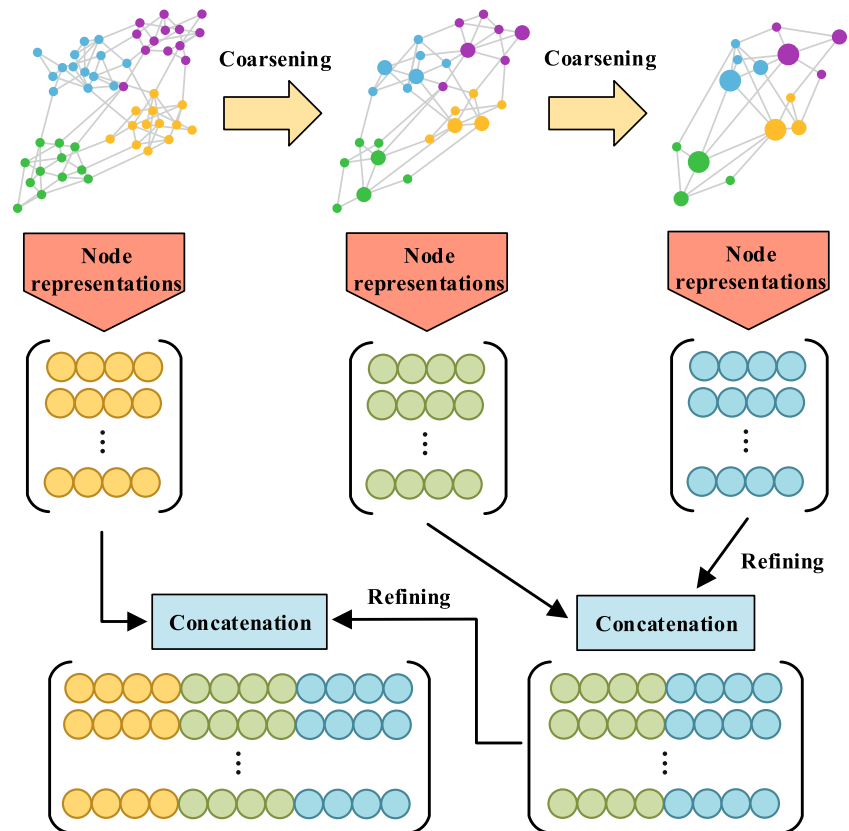 Coarsening
Coarsening
Node
representations
Node
representations
Node
representations
Refining
Refining
Concatenation
Concatenation